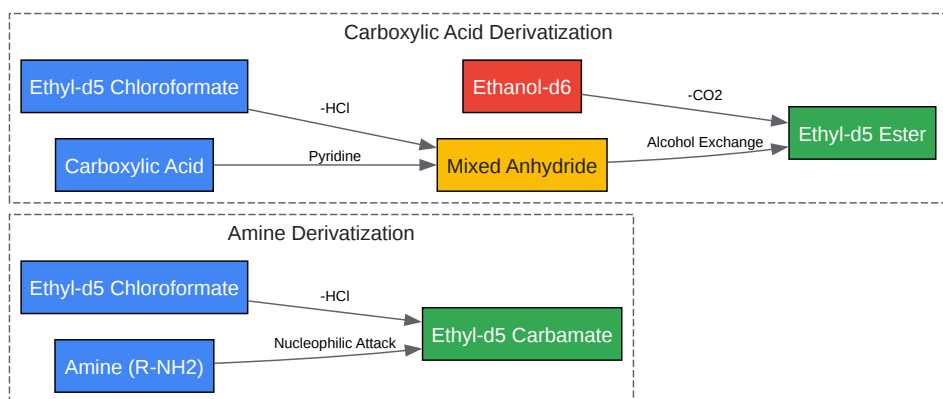 Carboxylic Acid Derivatization
Ethyl-d5 Chloroformate
Ethanol-d6
-HCl
-CO2
Ethyl-d5 Ester
Carboxylic Acid
Pyridine
Mixed Anhydride
Alcohol Exchange
Amine Derivatization
Ethyl-d5 Chloroformate
-HCl
Ethyl-d5 Carbamate
Amine (R-NH2)
Nucleophilic Attack